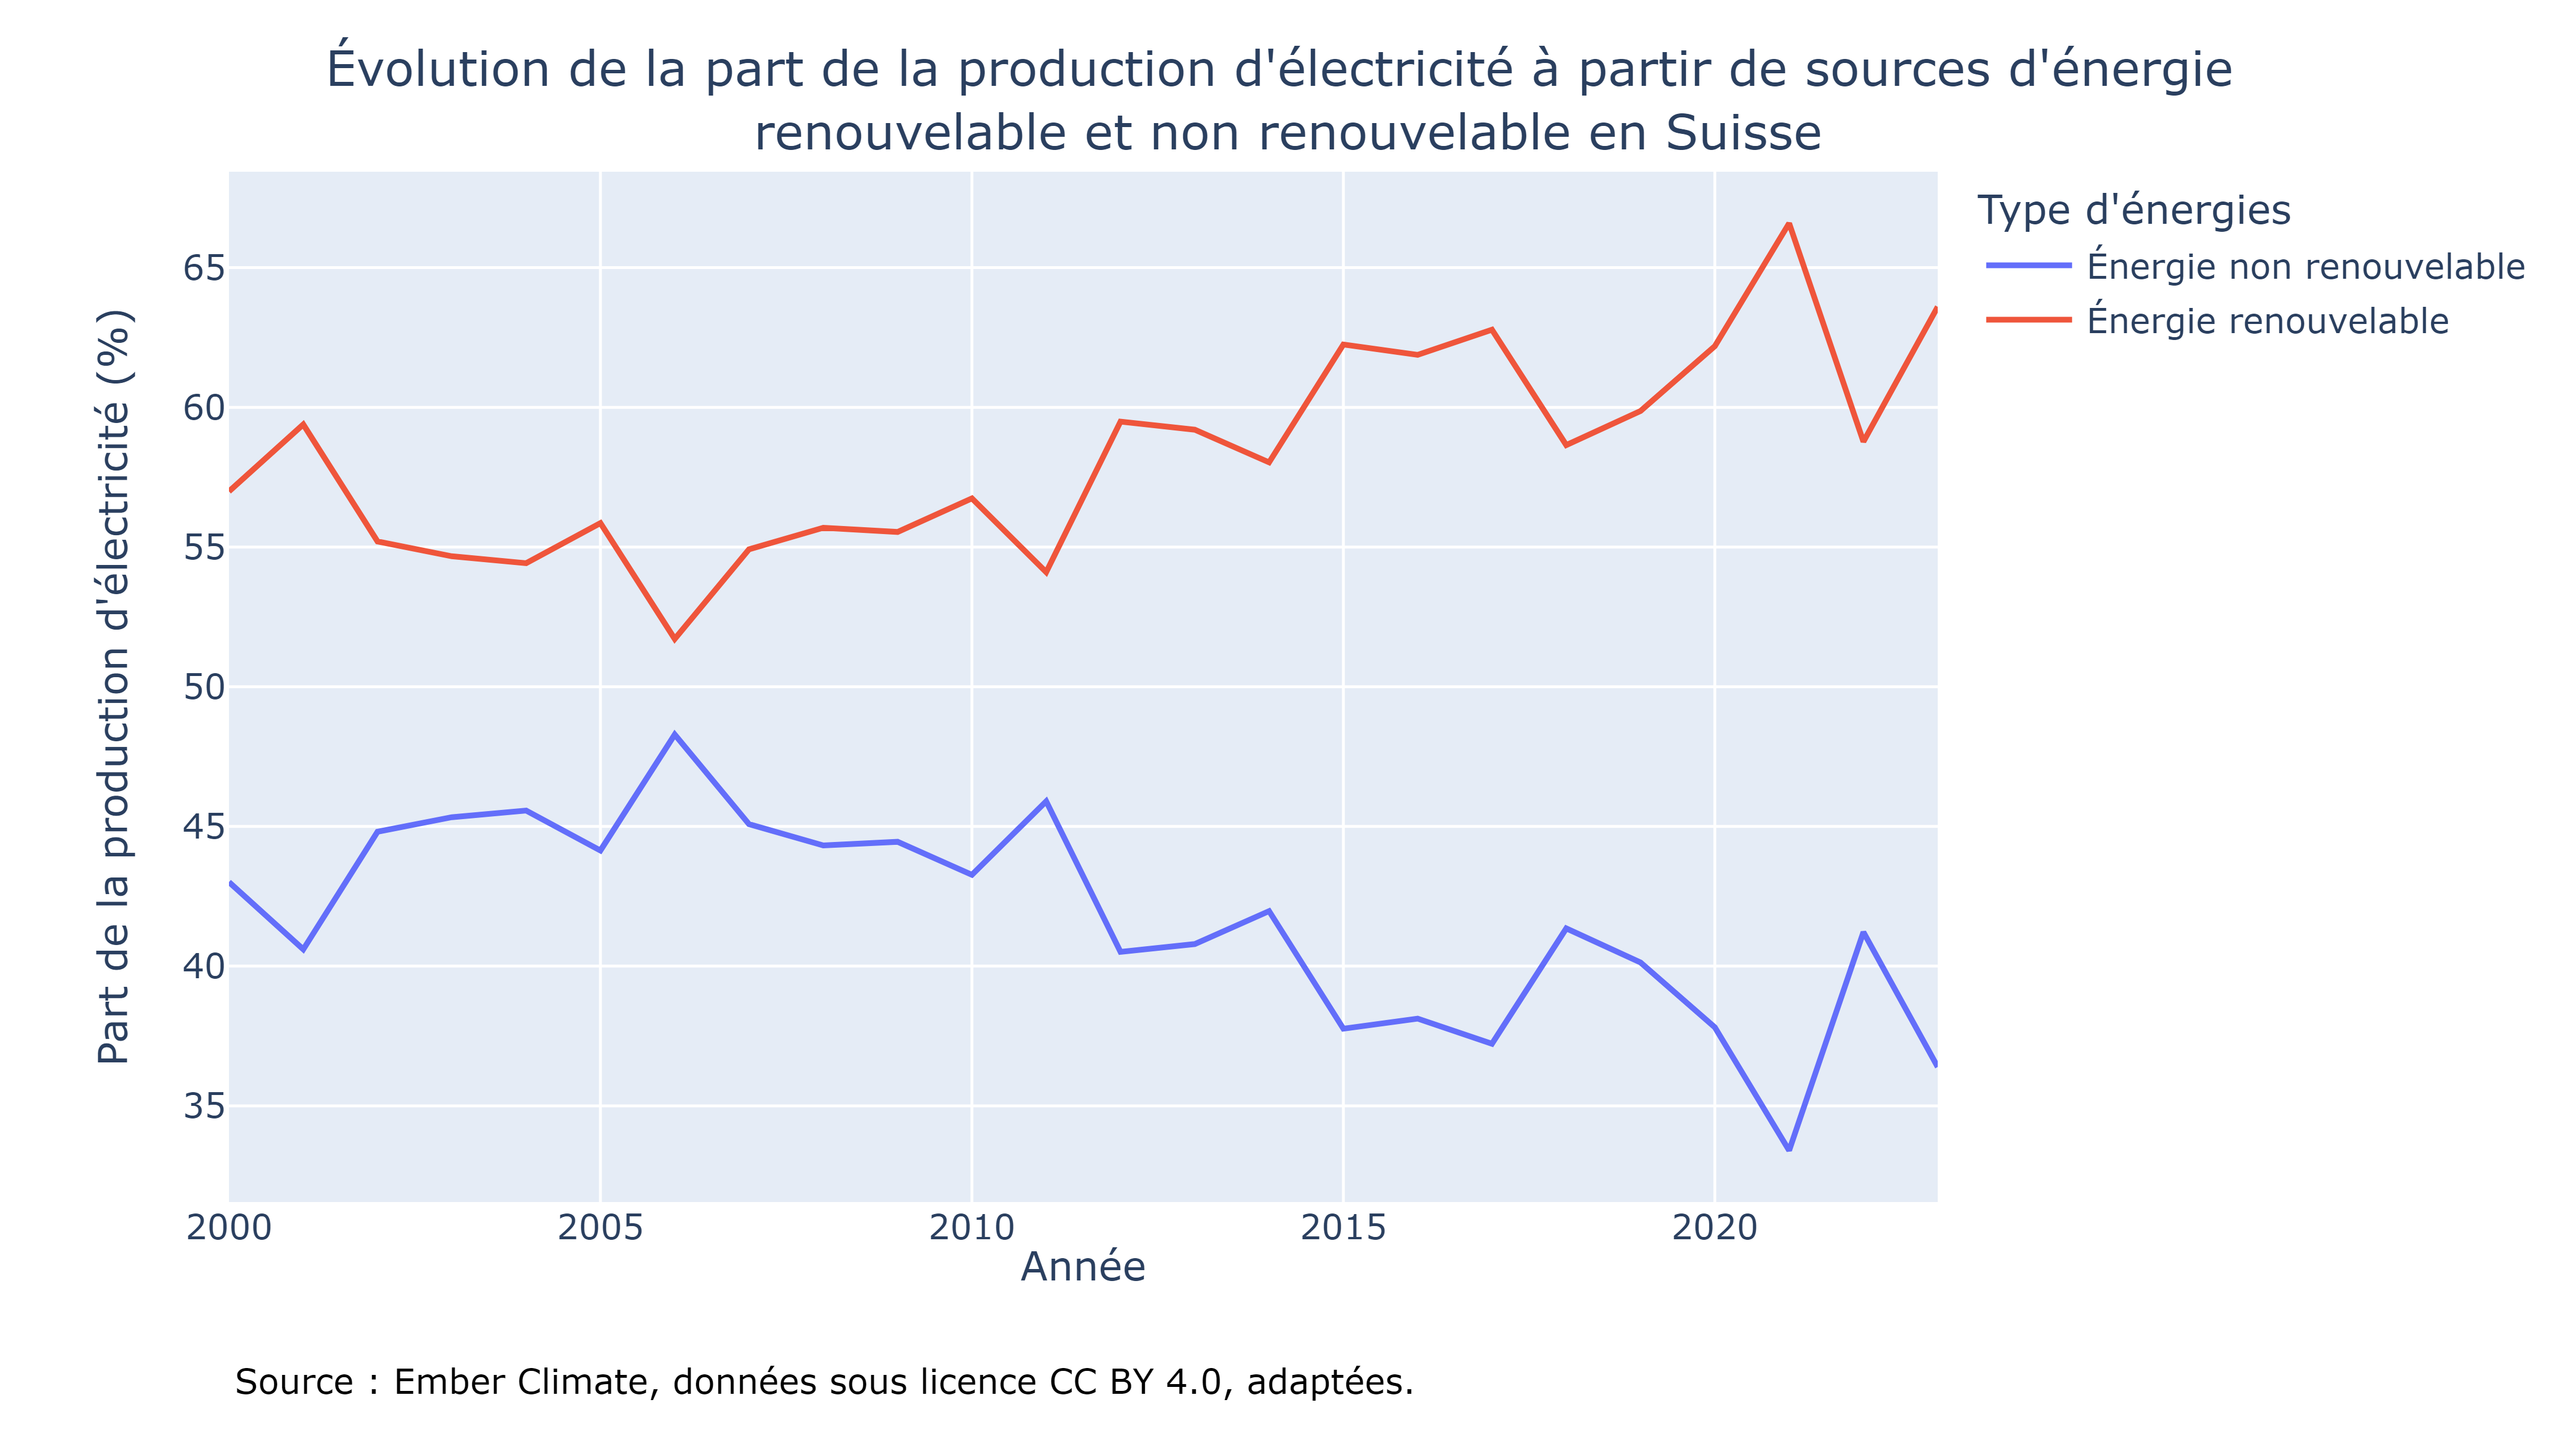 Évolution de la part de la production d'électricité à partir de sources d'énergie
renouvelable et non renouvelable en Suisse
Type d'énergies
Énergie non renouvelable
Énergie renouvelable
Part de la production d'électricité (%)
65
60
55
50
45
40
35
2000
2005
2010
2015
2020
Année
Source : Ember Climate, données sous licence CC BY 4.0, adaptées.